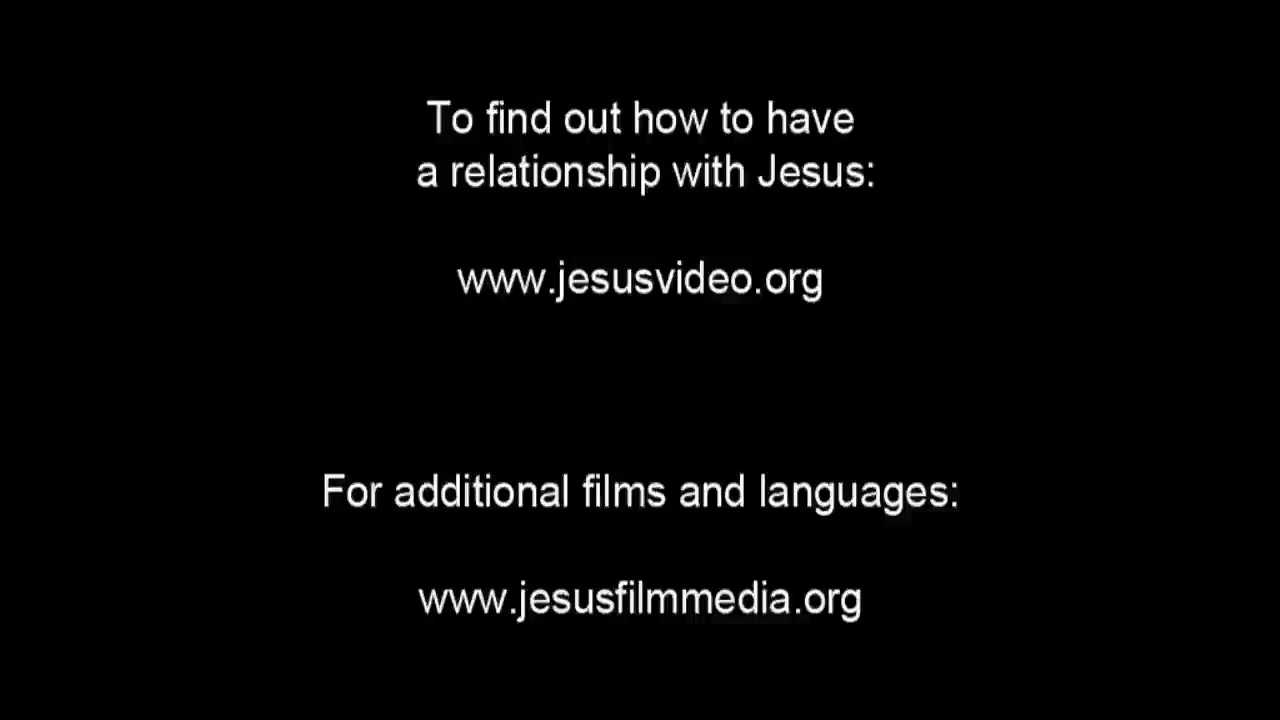 To find out how to have
a relationship with Jesus:
www.jesusvideo.org
For additional films and languages:
www.jesusfilmmedia.org